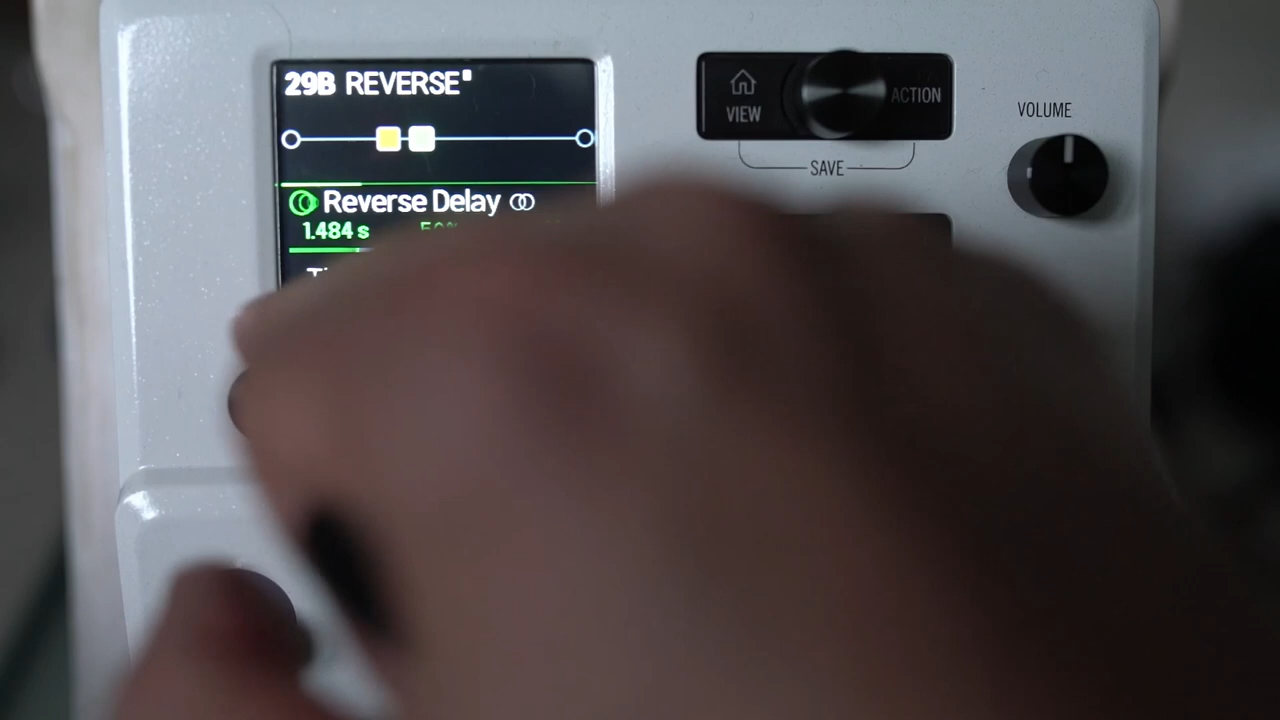 29B REVERSE
VIEW
ACTION
SAVE
VOLUME
Reverse Delay
1.484 s